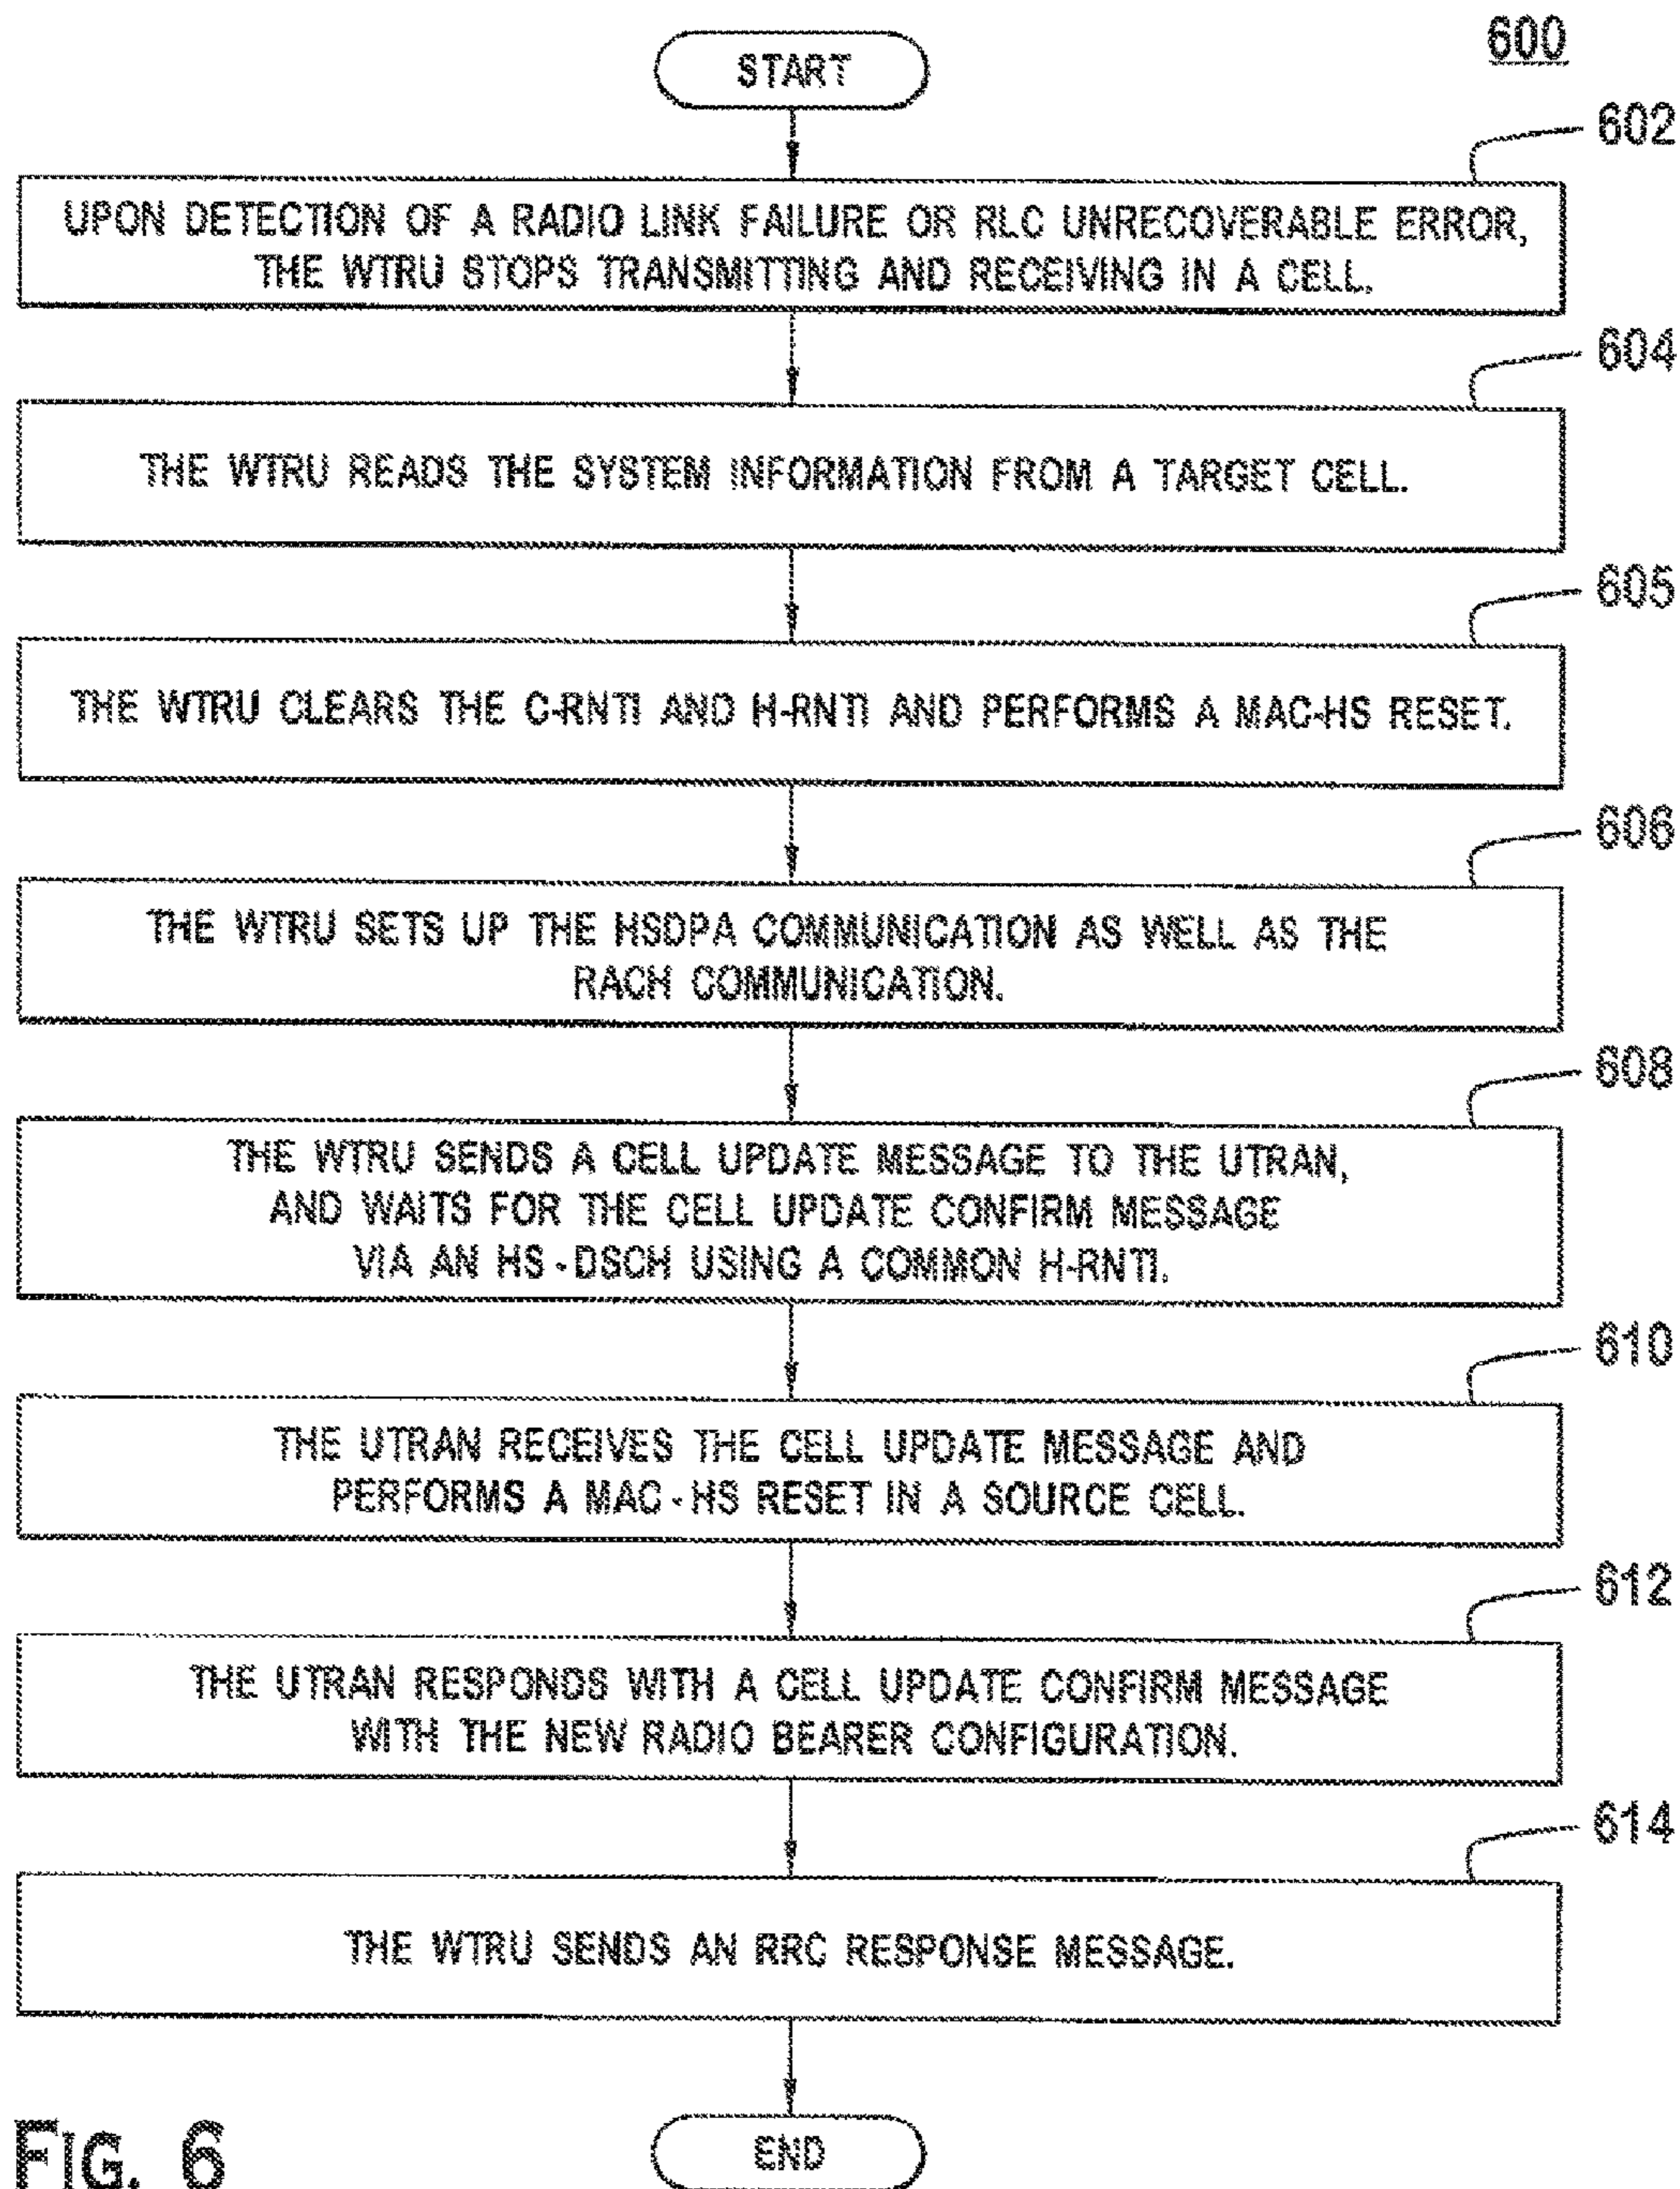 600
START
602
UPON DETECTION OF A RADIO LINK FAILURE OR RLC UNRECOVERABLE ERROR,
THE WTRU STOPS TRANSMITTING AND RECEIVING IN A CELL.
604
THE WTRU READS THE SYSTEM INFORMATION FROM A TARGET CELL.
605
THE WTRU CLEARS THE C-RNTI AND H-RNTI AND PERFORMS A MAC-HS RESET.
606
THE WTRU SETS UP THE HSDPA COMMUNICATION AS WELL AS THE
RACH COMMUNICATION.
608
THE WTRU SENDS A CELL UPDATE MESSAGE TO THE UTRAN,
AND WAITS FOR THE CELL UPDATE CONFIRM MESSAGE
VIA AN HS-DSCH USING A COMMON H-RNTI.
610
THE UTRAN RECEIVES THE CELL UPDATE MESSAGE AND
PERFORMS A MAC-HS RESET IN A SOURCE CELL.
612
THE UTRAN RESPONDS WITH A CELL UPDATE CONFIRM MESSAGE
WITH THE NEW RADIO BEARER CONFIGURATION.
614
THE WTRU SENDS AN RRC RESPONSE MESSAGE.
END
FIG. 6